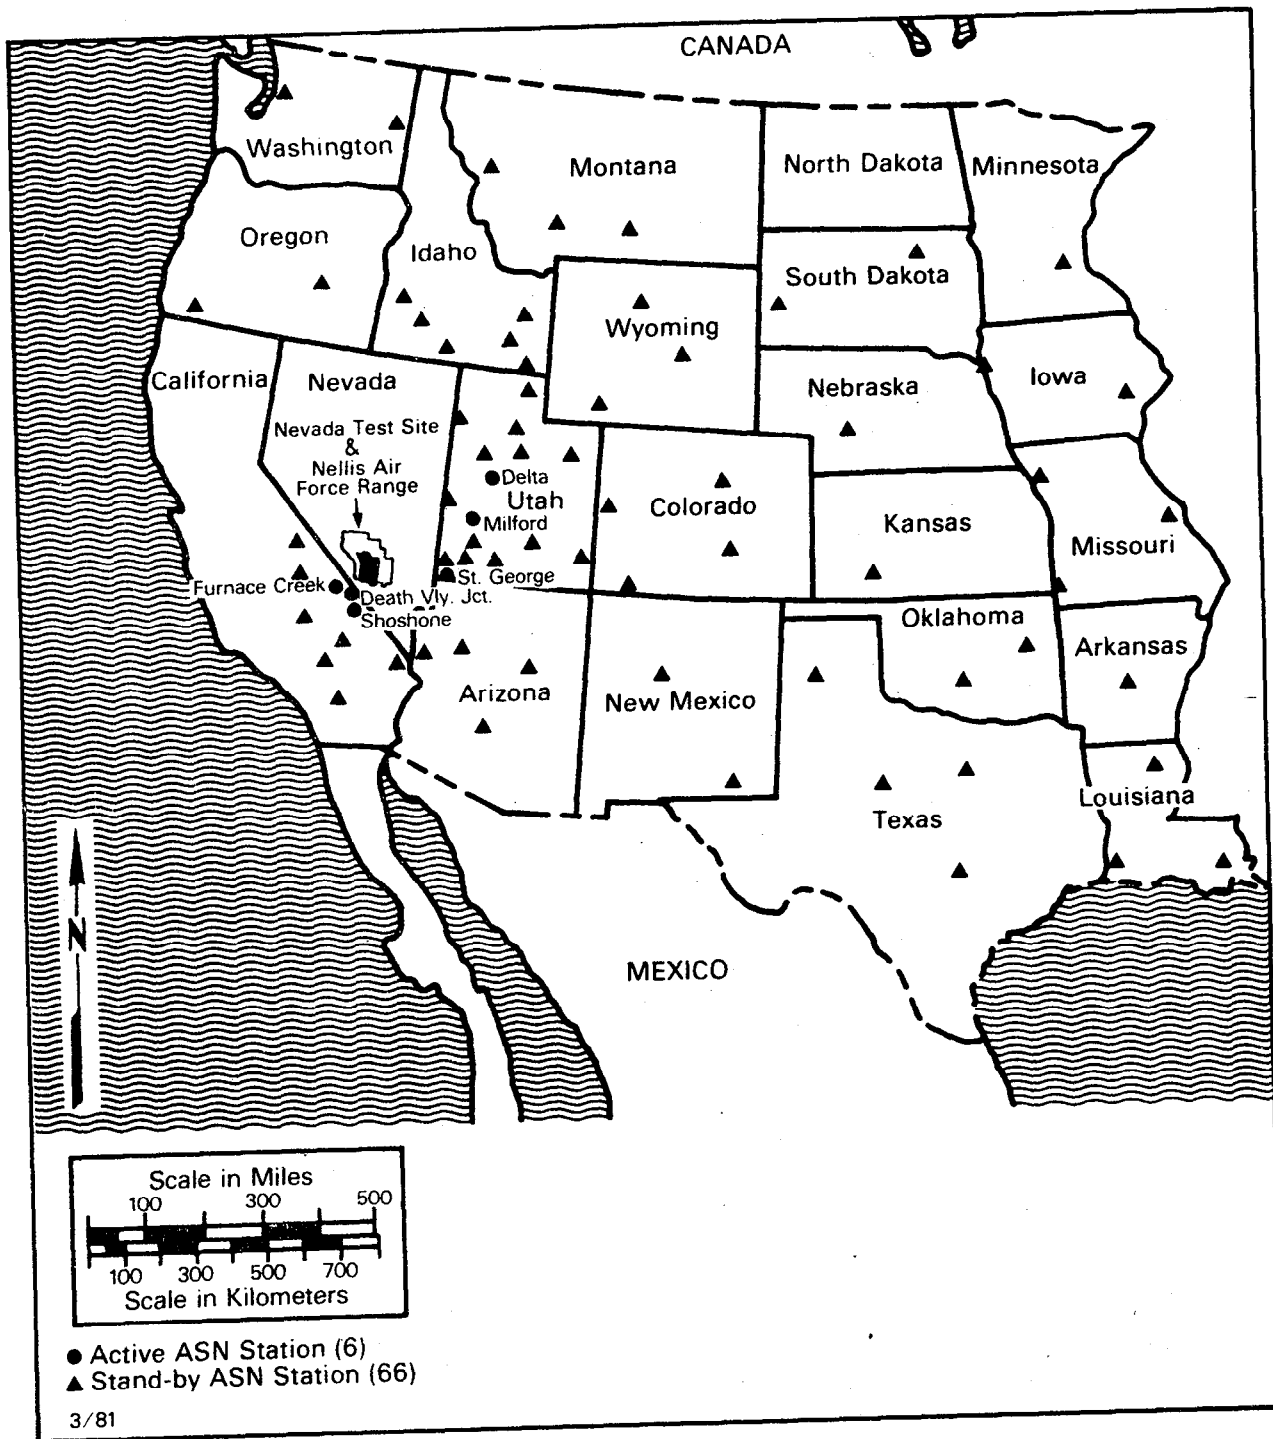 CANADA
Washington
Montana
North Dakota
Minnesota
Oregon
Idaho
South Dakota
Wyoming
California
Nevada
Nebraska
Iowa
Nevada Test Site
&
Nellis Air
Force Range
Delta
Utah
Milford
Colorado
Kansas
Missouri
St. George
Furnace Creek
Death Vly. Jct.
Shoshone
Oklahoma
Arkansas
Arizona
New Mexico
Texas
Louisiana
N
MEXICO
Scale in Miles
100 300 500
100 300 500 700
Scale in Kilometers
Active ASN Station (6)
Stand-by ASN Station (66)
3/81